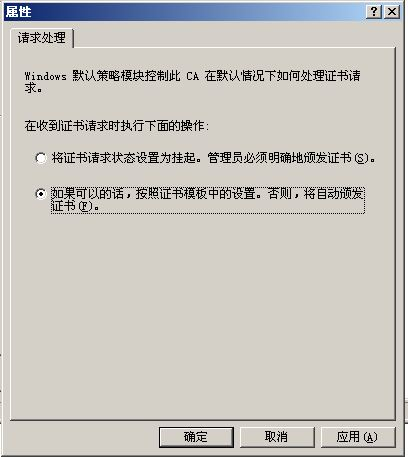 属性
请求处理
Windows 默认策略模块控制此 CA 在默认情况下如何处理证书请
求。
在收到证书请求时执行下面的操作:
将证书请求状态设置为挂起。管理员必须明确地颁发证书(S)。
如果可以的话,按照证书模板中的设置。否则,将自动颁发
证书(F)。
确定
取消
应用(A)